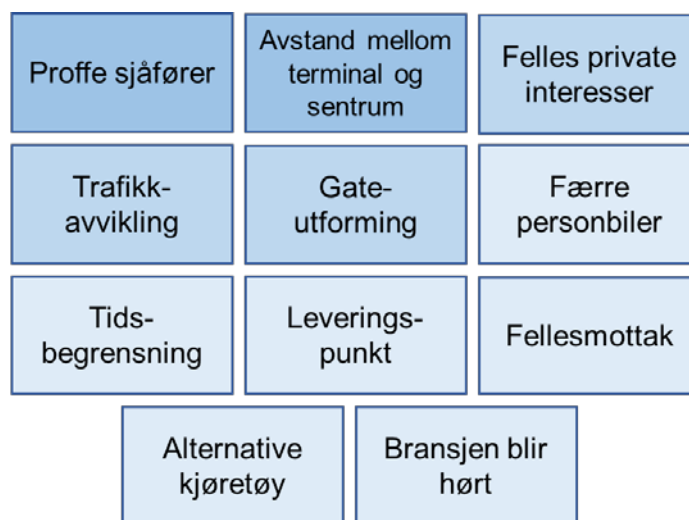 Proffe sjåfører
Avstand mellom
terminal og
sentrum
Felles private
interesser
Trafikk-
avvikling
Gate-
utforming
Færre
personbiler
Tids-
begrensning
Leverings-
punkt
Fellesmottak
Alternative
kjøretøy
Bransjen blir
hørt